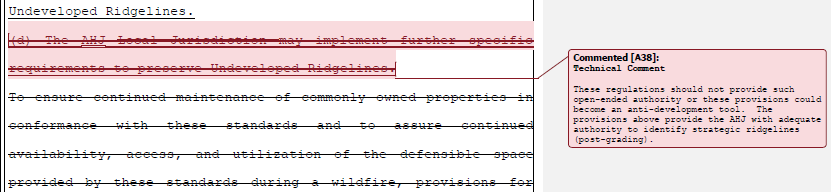 Undeveloped Ridgelines.
(d) The AHJ Local Jurisdiction may implement further specific
requirements to preserve Undeveloped Ridgelines.
To ensure continued maintenance of commonly owned properties in
conformance with these standards and to assure continued
availability, access, and utilization of the defensible space
provided by these standards during a wildfire, provisions for
Commented [A38]:
Technical Comment
These regulations should not provide such
open-ended authority or these provisions could
become an anti-development tool. The
provisions above provide the AHJ with adequate
authority to identify strategic ridgelines
(post-grading).